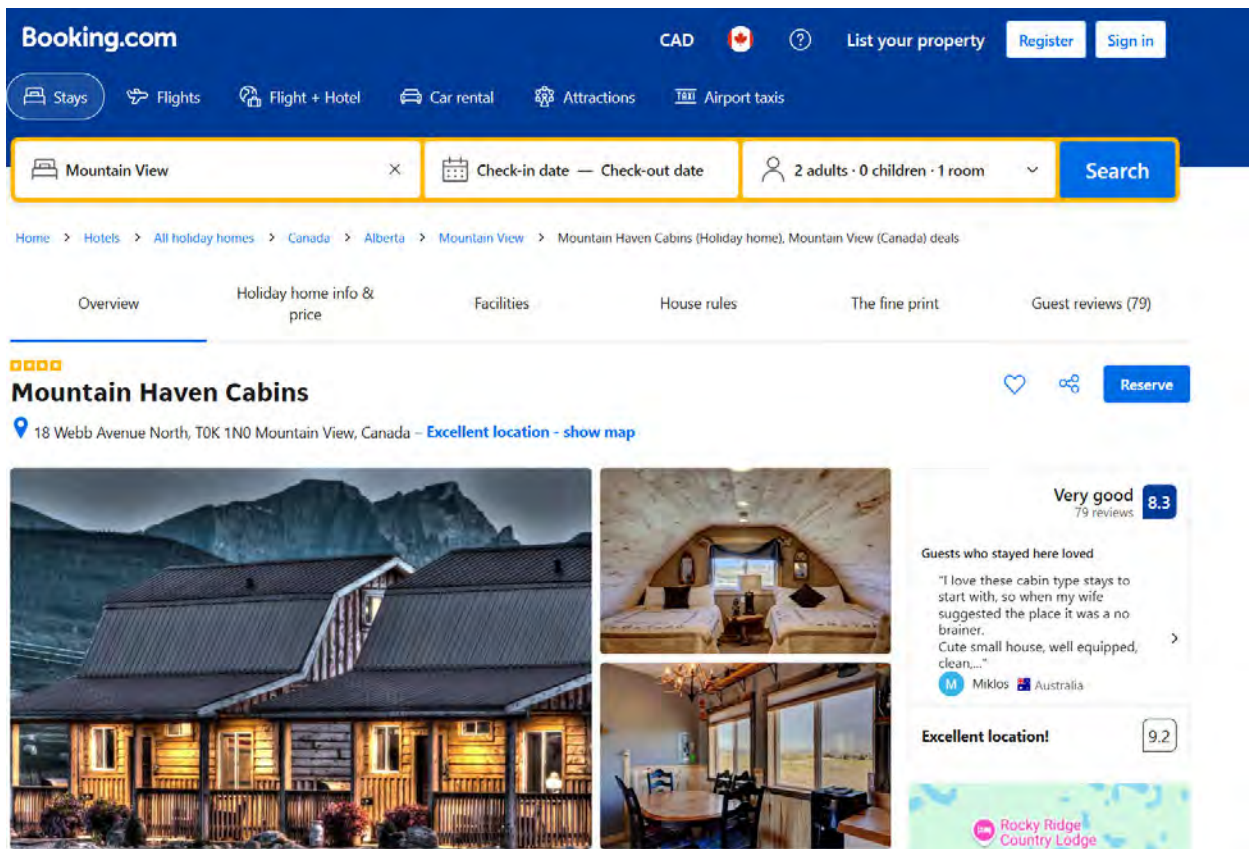 Booking.com
CAD
List your property
Register
Sign in
Stays
Flights
Flight + Hotel
Car rental
Attractions
TAXI
Airport taxis
Mountain View
Check-in date — Check-out date
2 adults · 0 children · 1 room
Search
Home > Hotels > All holiday homes > Canada > Alberta > Mountain View > Mountain Haven Cabins (Holiday home), Mountain View (Canada) deals
Overview
Holiday home info &
price
Facilities
House rules
The fine print
Guest reviews (79)
Mountain Haven Cabins
Reserve
18 Webb Avenue North, T0K 1N0 Mountain View, Canada – Excellent location - show map
Very good
79 reviews
8.3
Guests who stayed here loved
"I love these cabin type stays to
start with, so when my wife
suggested the place it was a no
brainer.
Cute small house, well equipped,
clean,..."
M
Miklos
Australia
Excellent location!
9.2
Rocky Ridge
Country Lodge